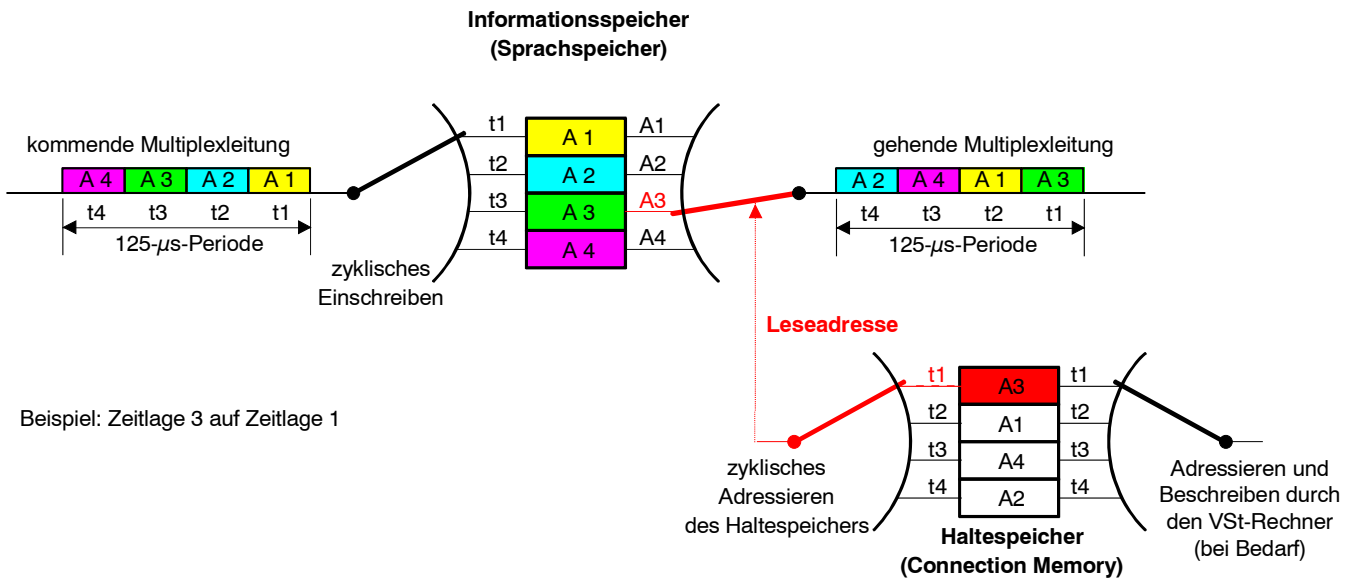 Informationsspeicher
(Sprachspeicher)
kommende Multiplexleitung
A 4 A 3 A 2 A 1
t4 t3 t2 t1
125-µs-Periode
zyklisches
Einschreiben
t1 A 1 A1
t2 A 2 A2
t3 A 3 A3
t4 A 4 A4
gehende Multiplexleitung
A 2 A 4 A 1 A 3
t4 t3 t2 t1
125-µs-Periode
Leseadresse
Beispiel: Zeitlage 3 auf Zeitlage 1
zyklisches
Adressieren
des Haltespeichers
t1 A3 t1
t2 A1 t2
t3 A4 t3
t4 A2 t4
Haltespeicher
(Connection Memory)
Adressieren und
Beschreiben durch
den VSt-Rechner
(bei Bedarf)